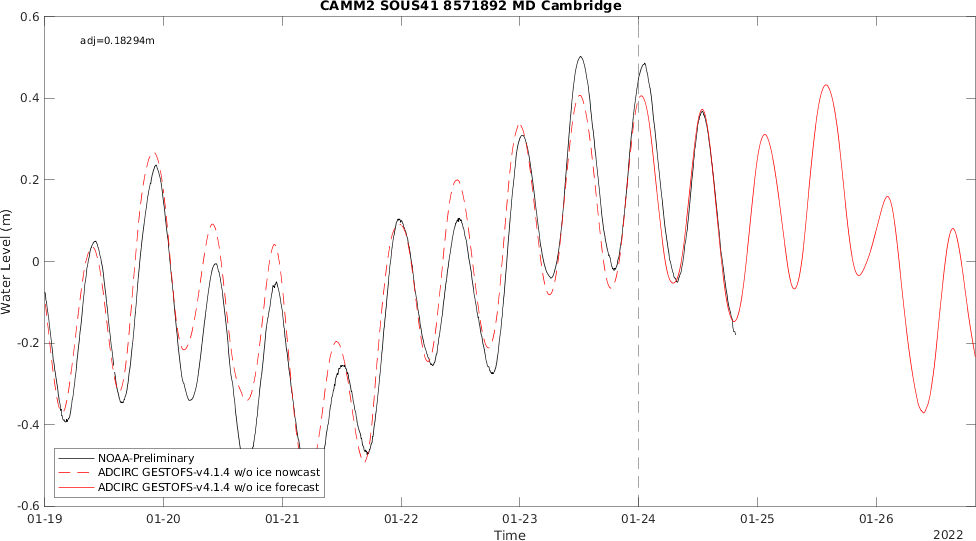 CAMM2 SOUS41 8571892 MD Cambridge
adj=0.18294m
0.6
0.4
0.2
0
-0.2
-0.4
-0.6
Water Level (m)
NOAA-Preliminary
ADCIRC GESTOFS-v4.1.4 w/o ice nowcast
ADCIRC GESTOFS-v4.1.4 w/o ice forecast
01-19 01-20 01-21 01-22 01-23 01-24 01-25 01-26
Time
2022